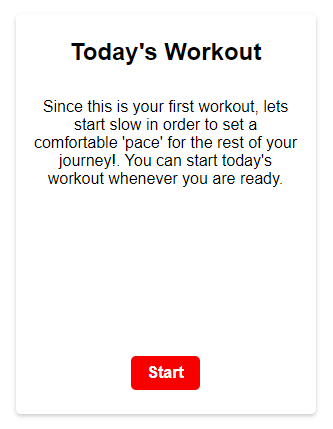 Today's Workout
Since this is your first workout, lets
start slow in order to set a
comfortable 'pace' for the rest of your
journey!. You can start today's
workout whenever you are ready.
Start